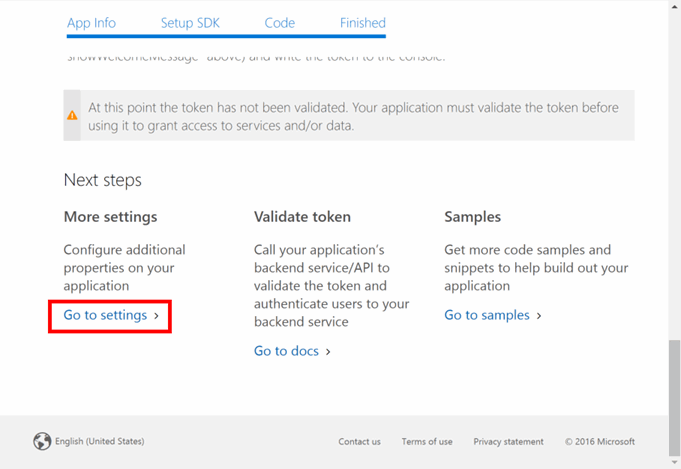 App Info Setup SDK Code Finished
"showWelcomeMessage" above) and write the token to the console.
At this point the token has not been validated. Your application must validate the token before
using it to grant access to services and/or data.
Next steps
More settings
Configure additional
properties on your
application
Go to settings >
Validate token
Call your application's
backend service/API to
validate the token and
authenticate users to your
backend service
Go to docs >
Samples
Get more code samples and
snippets to help build out your
application
Go to samples >
English (United States)
Contact us Terms of use Privacy statement © 2016 Microsoft